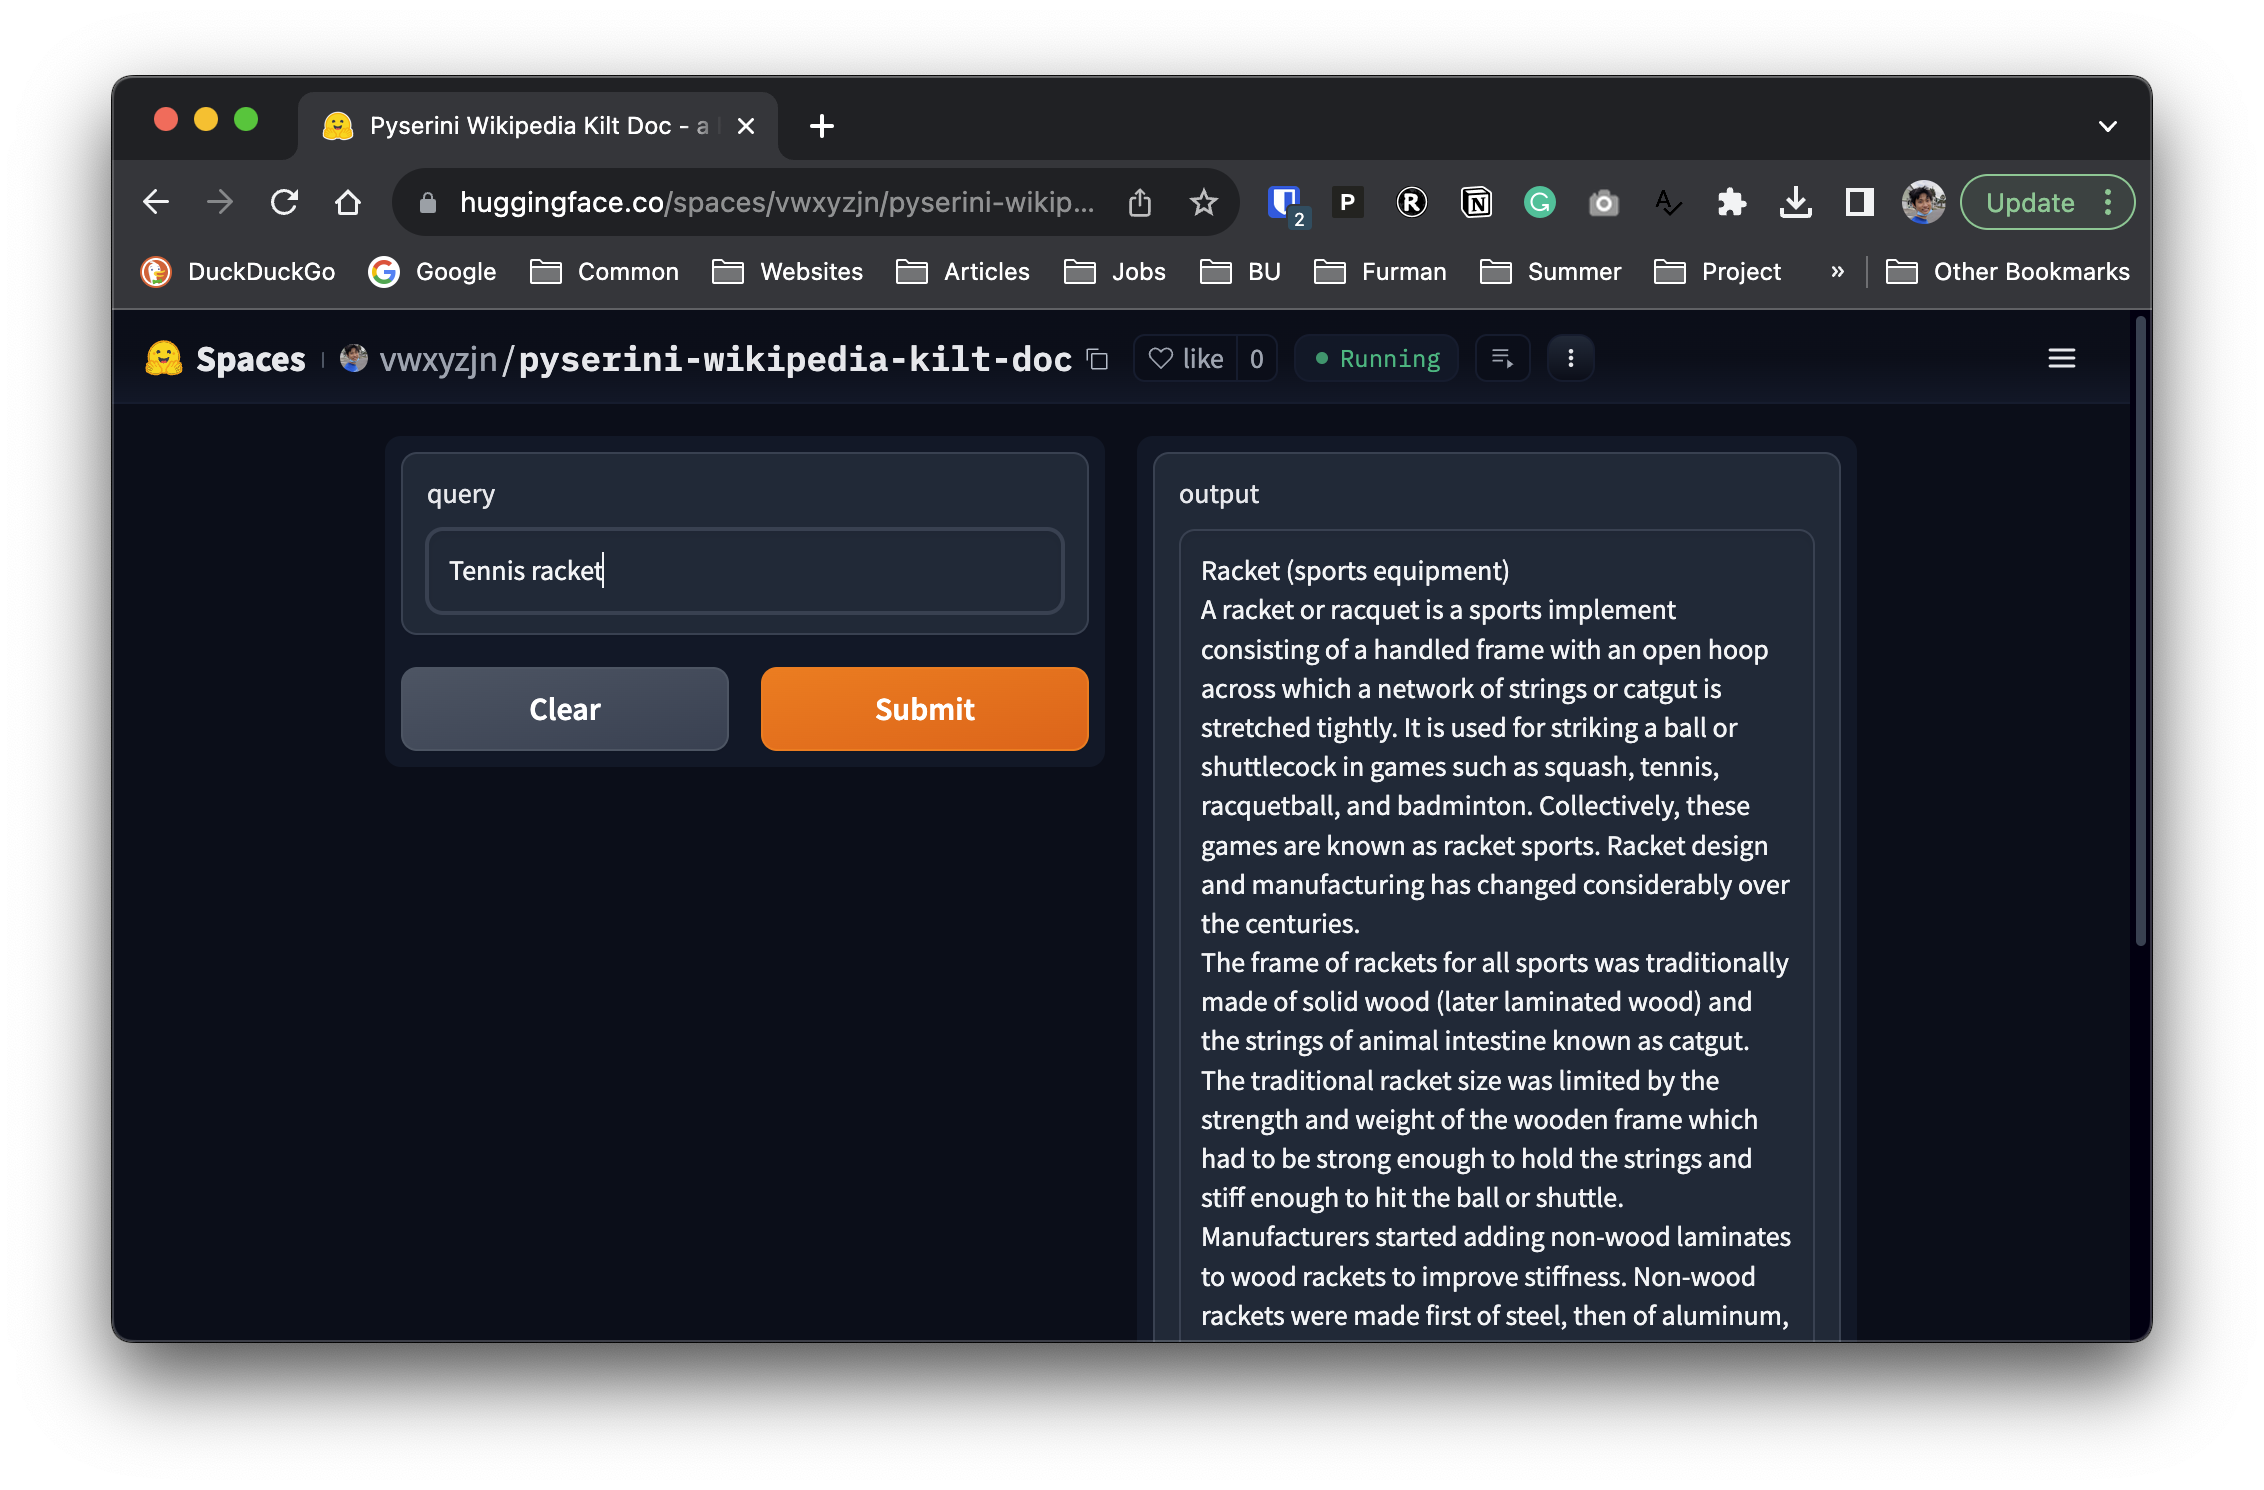 Pyserini Wikipedia Kilt Doc - a
huggingface.co/spaces/vwxyzjn/pyserini-wikip...
2
P
R
N
G
A
Update
DuckDuckGo
Google
Common
Websites
Articles
Jobs
BU
Furman
Summer
Project
»
Other Bookmarks
Spaces
vwxyzjn/pyserini-wikipedia-kilt-doc
like 0
Running
query
Tennis racket
Clear
Submit
output
Racket (sports equipment)
A racket or racquet is a sports implement
consisting of a handled frame with an open hoop
across which a network of strings or catgut is
stretched tightly. It is used for striking a ball or
shuttlecock in games such as squash, tennis,
racquetball, and badminton. Collectively, these
games are known as racket sports. Racket design
and manufacturing has changed considerably over
the centuries.
The frame of rackets for all sports was traditionally
made of solid wood (later laminated wood) and
the strings of animal intestine known as catgut.
The traditional racket size was limited by the
strength and weight of the wooden frame which
had to be strong enough to hold the strings and
stiff enough to hit the ball or shuttle.
Manufacturers started adding non-wood laminates
to wood rackets to improve stiffness. Non-wood
rackets were made first of steel, then of aluminum,